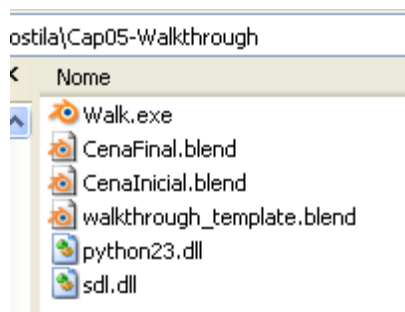 ostila\Cap05-Walkthrough
Nome
Walk.exe
CenaFinal.blend
CenaInicial.blend
walkthrough_template.blend
python23.dll
sdl.dll